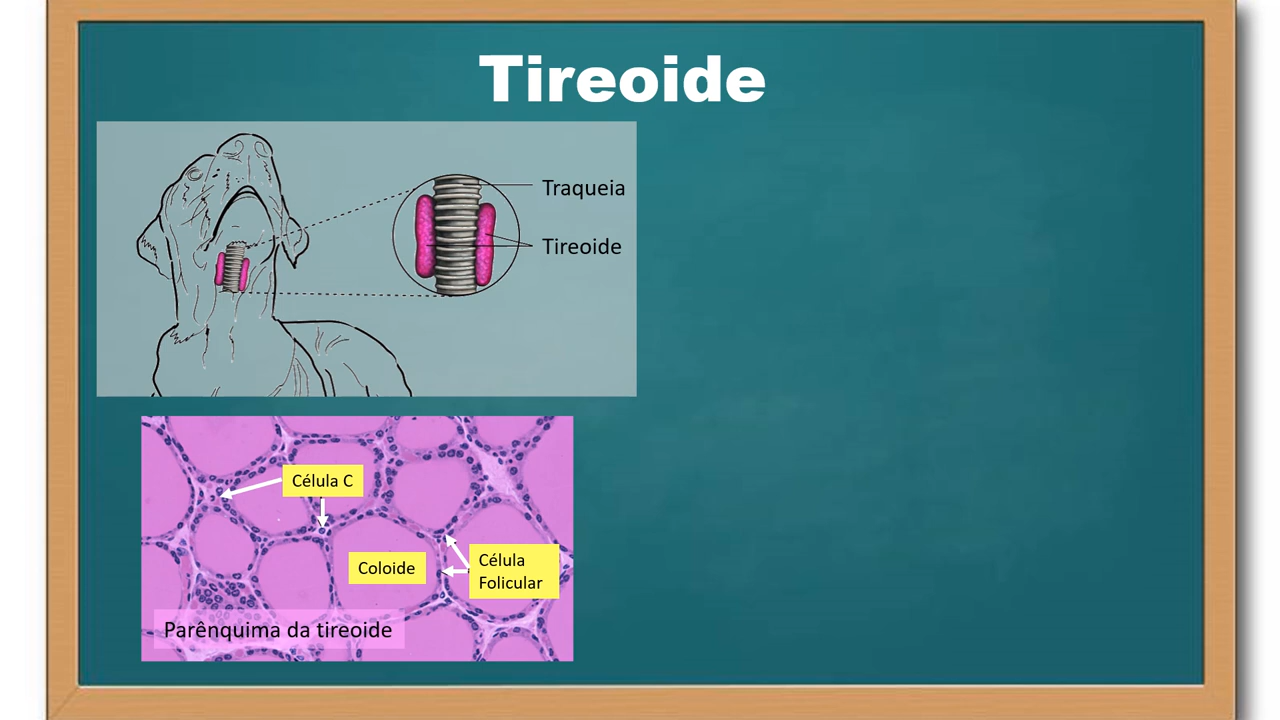 Tireoide
Traqueia
Tireoide
Célula C
Coloide
Célula
Folicular
Parênquima da tireoide